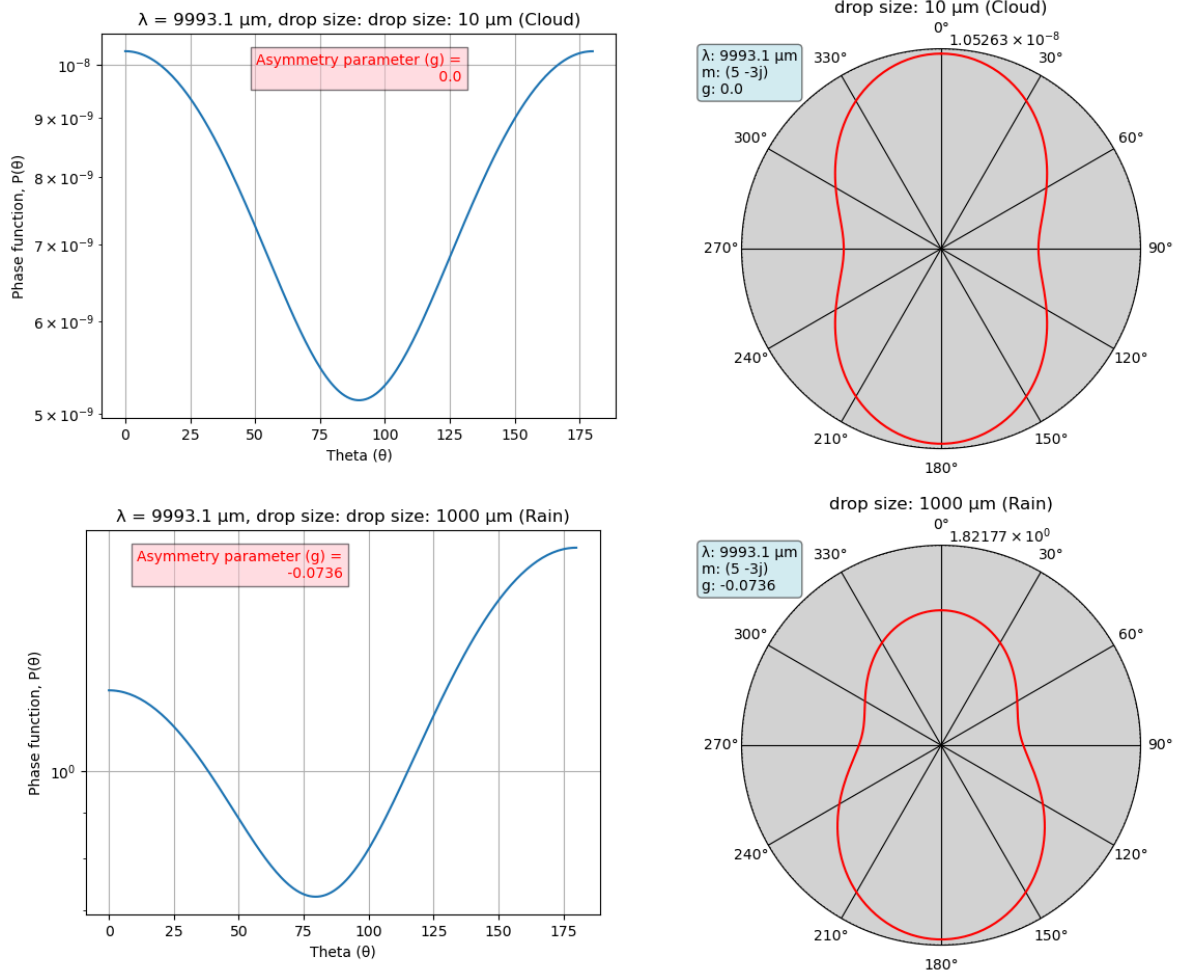 λ = 9993.1 μm, drop size: drop size: 10 μm (Cloud)
Asymmetry parameter (g) =
0.0
Phase function, P(θ)
10⁻⁸
9 × 10⁻⁹
8 × 10⁻⁹
7 × 10⁻⁹
6 × 10⁻⁹
5 × 10⁻⁹
0 25 50 75 100 125 150 175
Theta (θ)
drop size: 10 μm (Cloud)
λ: 9993.1 μm
m: (5 -3j)
g: 0.0
1.05263 × 10⁻⁸
0°
30°
60°
90°
120°
150°
180°
210°
240°
270°
300°
330°
λ = 9993.1 μm, drop size: drop size: 1000 μm (Rain)
Asymmetry parameter (g) =
-0.0736
Phase function, P(θ)
10⁰
0 25 50 75 100 125 150 175
Theta (θ)
drop size: 1000 μm (Rain)
λ: 9993.1 μm
m: (5 -3j)
g: -0.0736
1.82177 × 10⁰
0°
30°
60°
90°
120°
150°
180°
210°
240°
270°
300°
330°